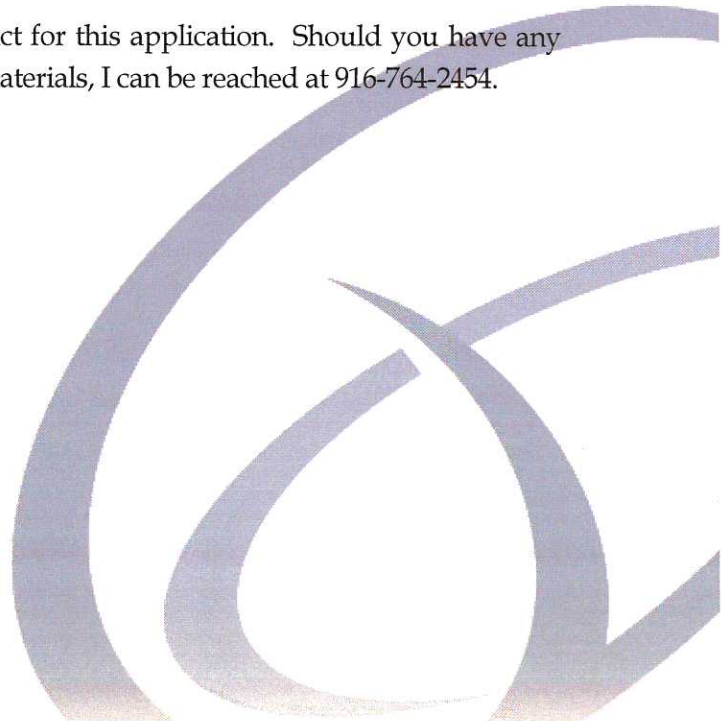 ct for this application. Should you have any
aterials, I can be reached at 916-764-2454.